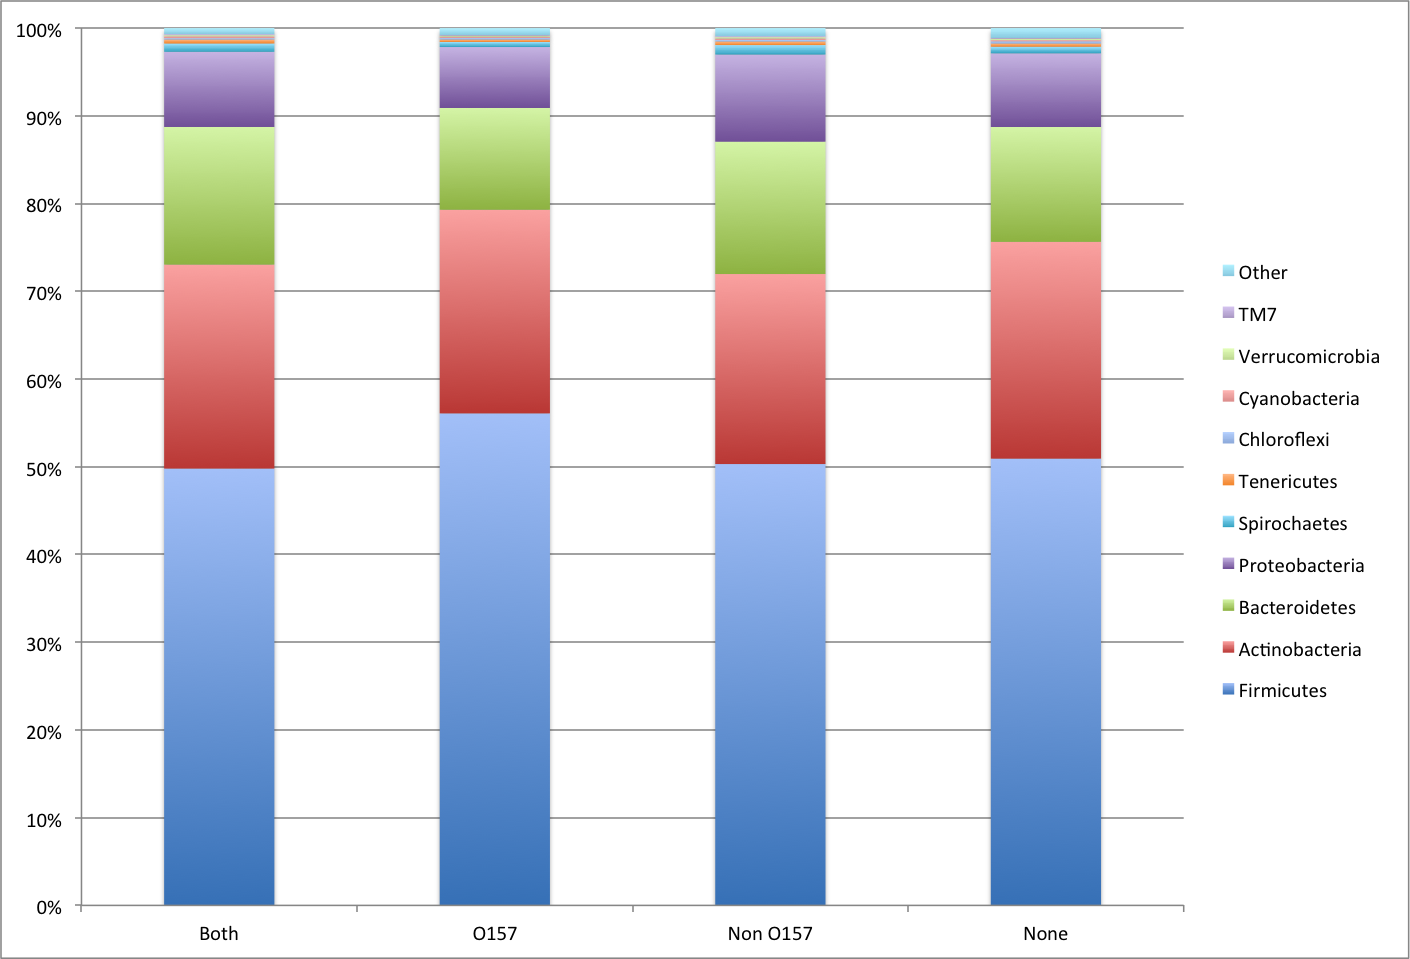 100%
90%
80%
70%
60%
50%
40%
30%
20%
10%
0%
Both
O157
Non O157
None
Other
TM7
Verrucomicrobia
Cyanobacteria
Chloroflexi
Tenericutes
Spirochaetes
Proteobacteria
Bacteroidetes
Actinobacteria
Firmicutes